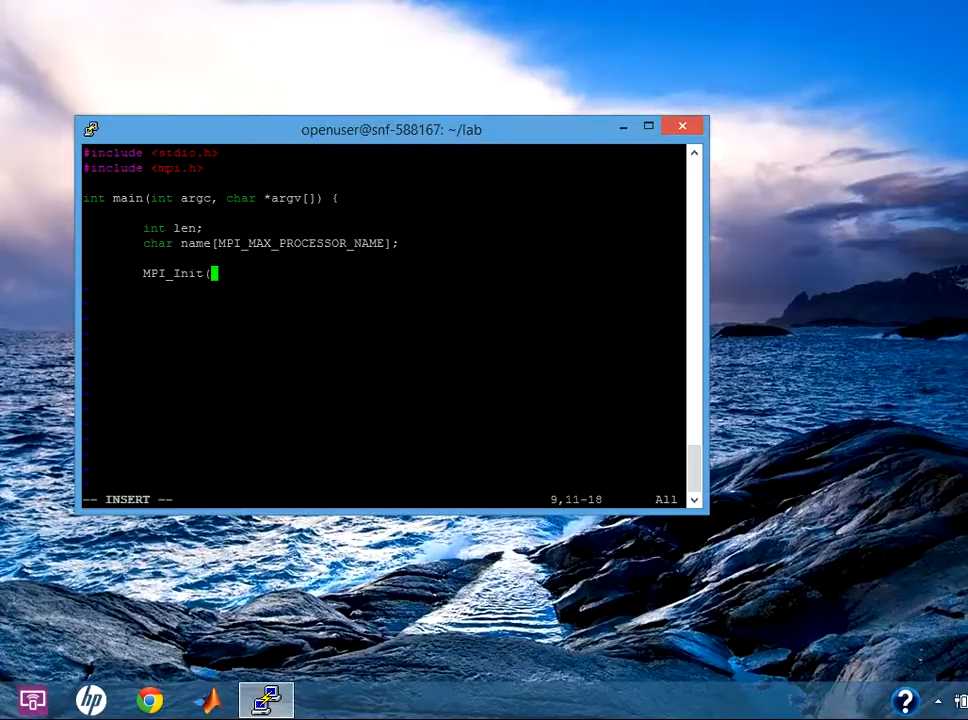 openuser@snf-588167: ~/lab
#include <stdio.h>
#include <mpi.h>
int main(int argc, char *argv[]) {
int len;
char name[MPI_MAX_PROCESSOR_NAME];
MPI_Init(
-- INSERT -- 9,11-18 All
hp
?